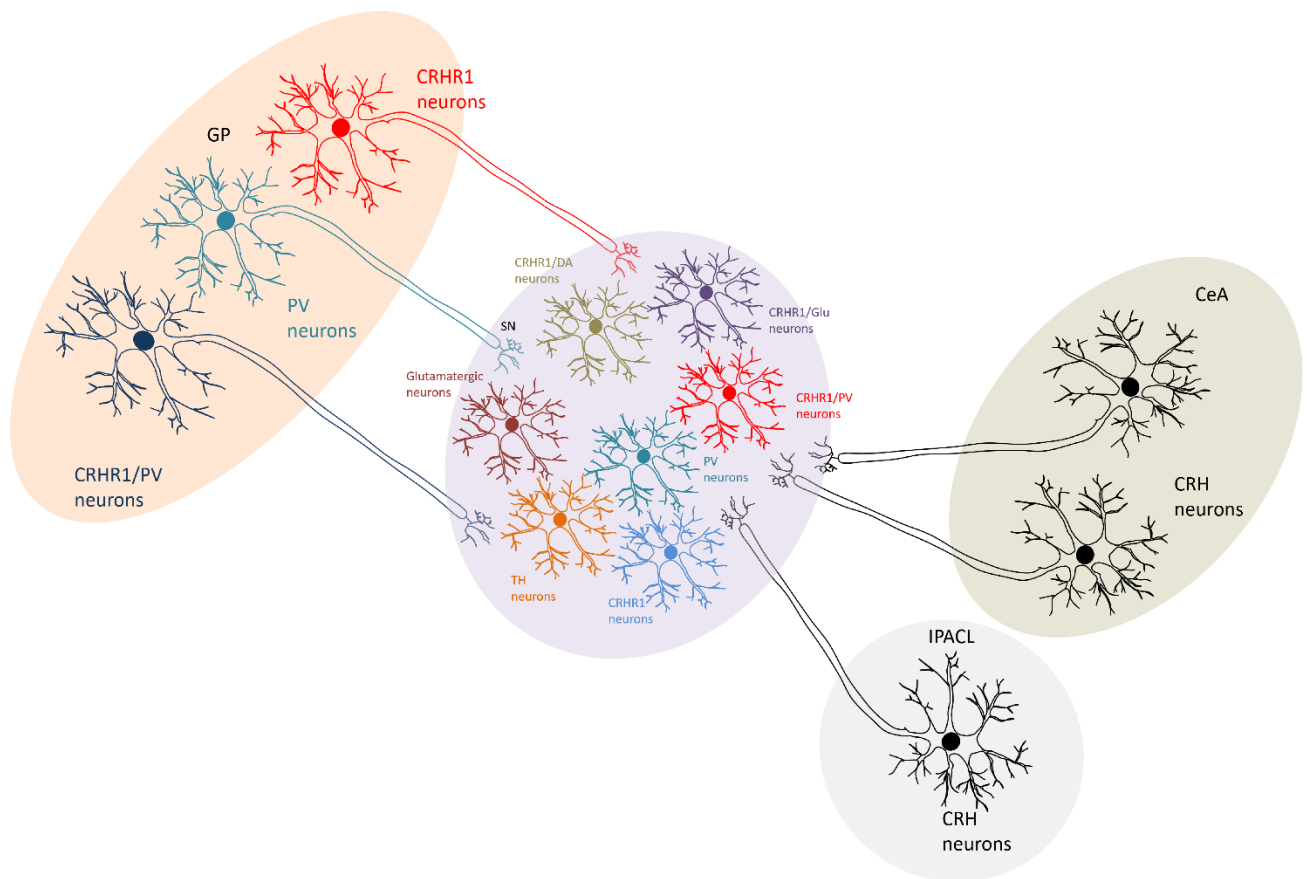 CRHR1
neurons
GP
PV
neurons
CRHR1/PV
neurons
CRHR1/DA
neurons
CRHR1/Glu
neurons
SN
Glutamatergic
neurons
CRHR1/PV
neurons
PV
neurons
TH
neurons
CRHR1
neurons
CeA
CRH
neurons
IPACL
CRH
neurons